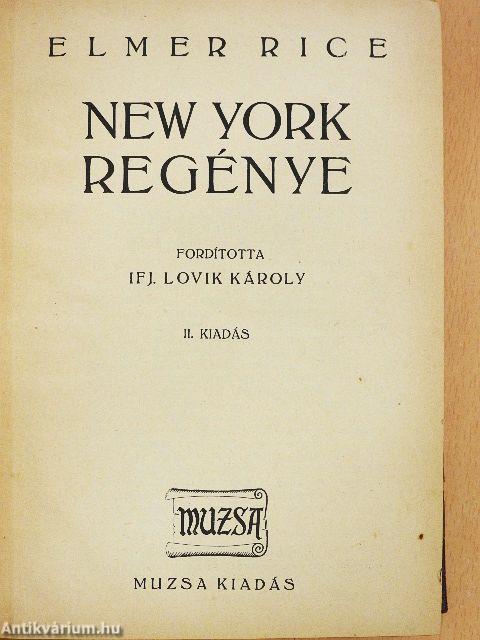 ELMER RICE
NEW YORK
REGÉNYE
FORDÍTOTTA
IFJ. LOVIK KÁROLY
II. KIADÁS
MUZSA
MUZSA KIADÁS
Antikvárium.hu